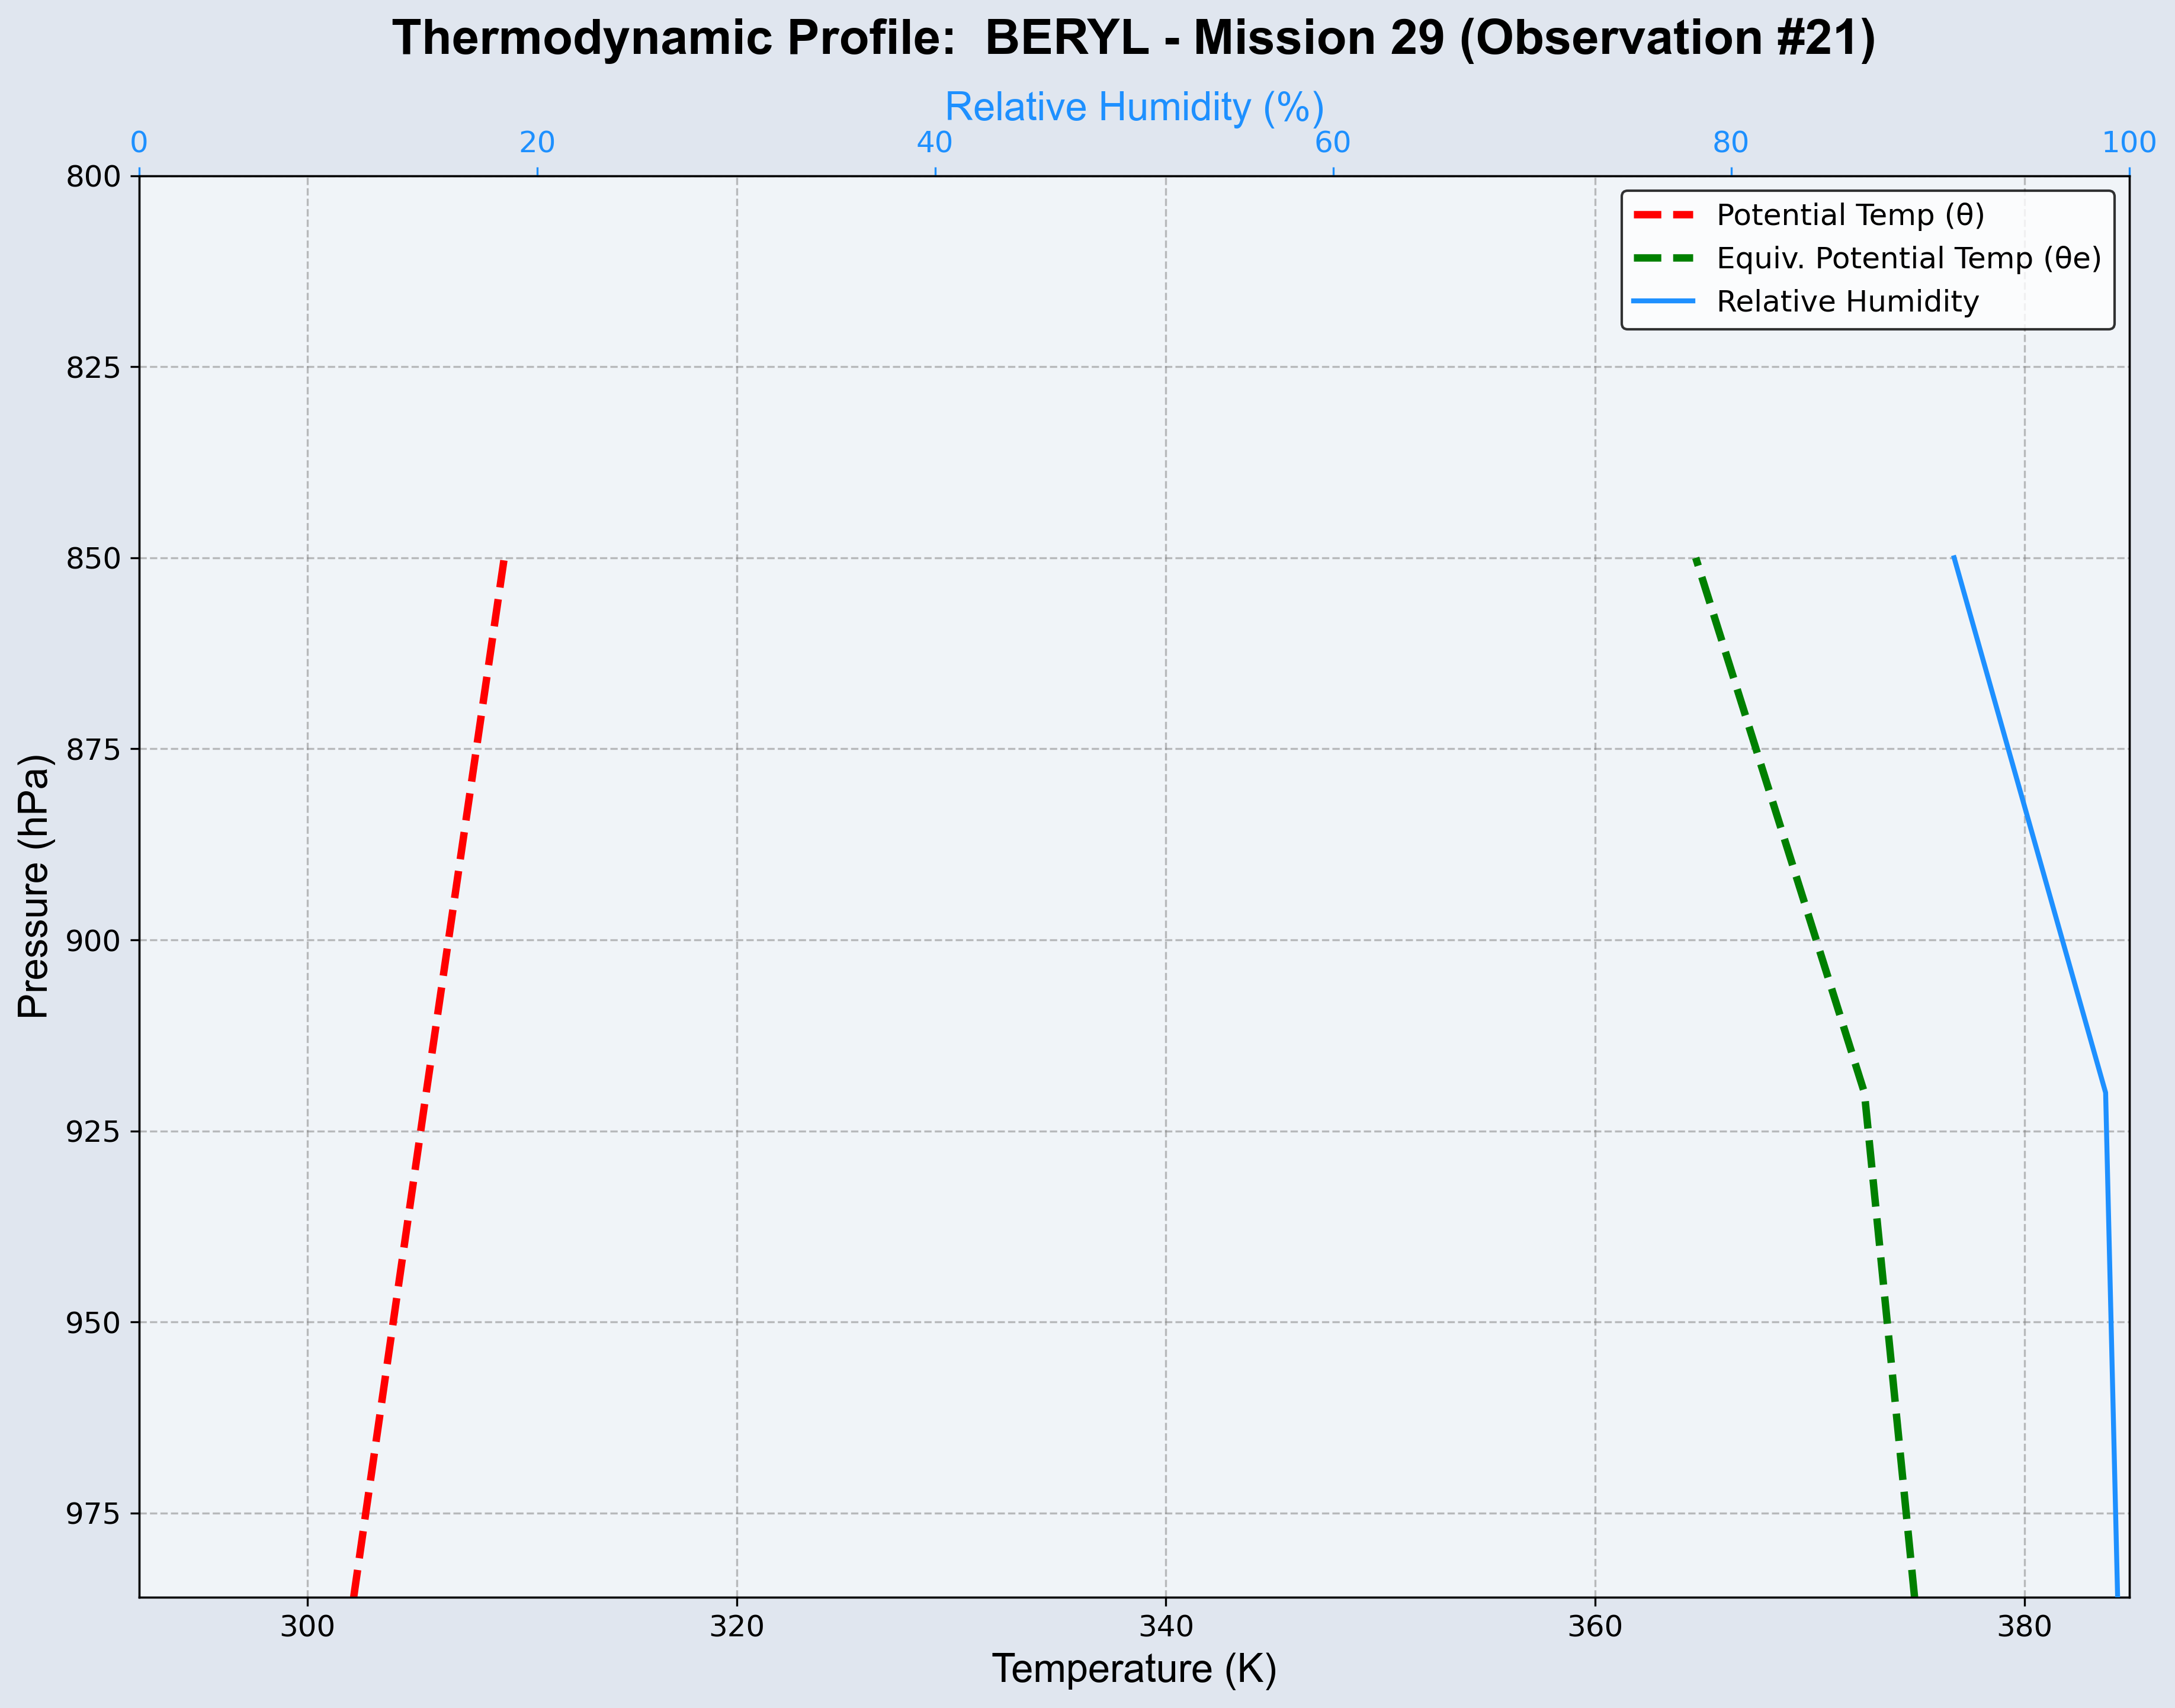 Thermodynamic Profile:  BERYL - Mission 29 (Observation #21)
Relative Humidity (%)
0 20 40 60 80 100
Potential Temp (θ)
Equiv. Potential Temp (θe)
Relative Humidity
Pressure (hPa)
800
825
850
875
900
925
950
975
300 320 340 360 380
Temperature (K)